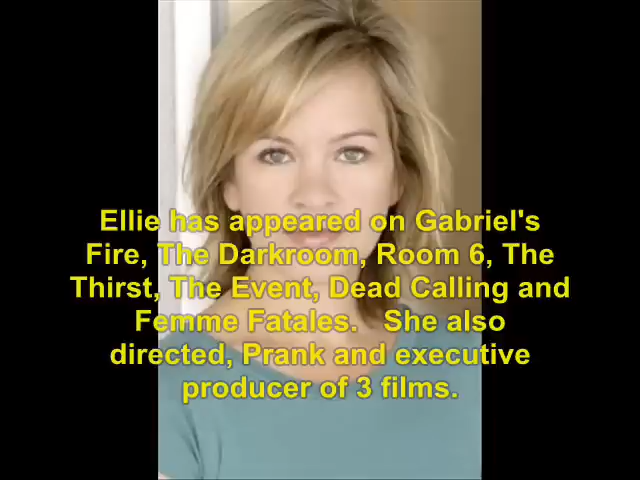 Ellie has appeared on Gabriel's
Fire, The Darkroom, Room 6, The
Thirst, The Event, Dead Calling and
Femme Fatales.   She also
directed, Prank and executive
producer of 3 films.